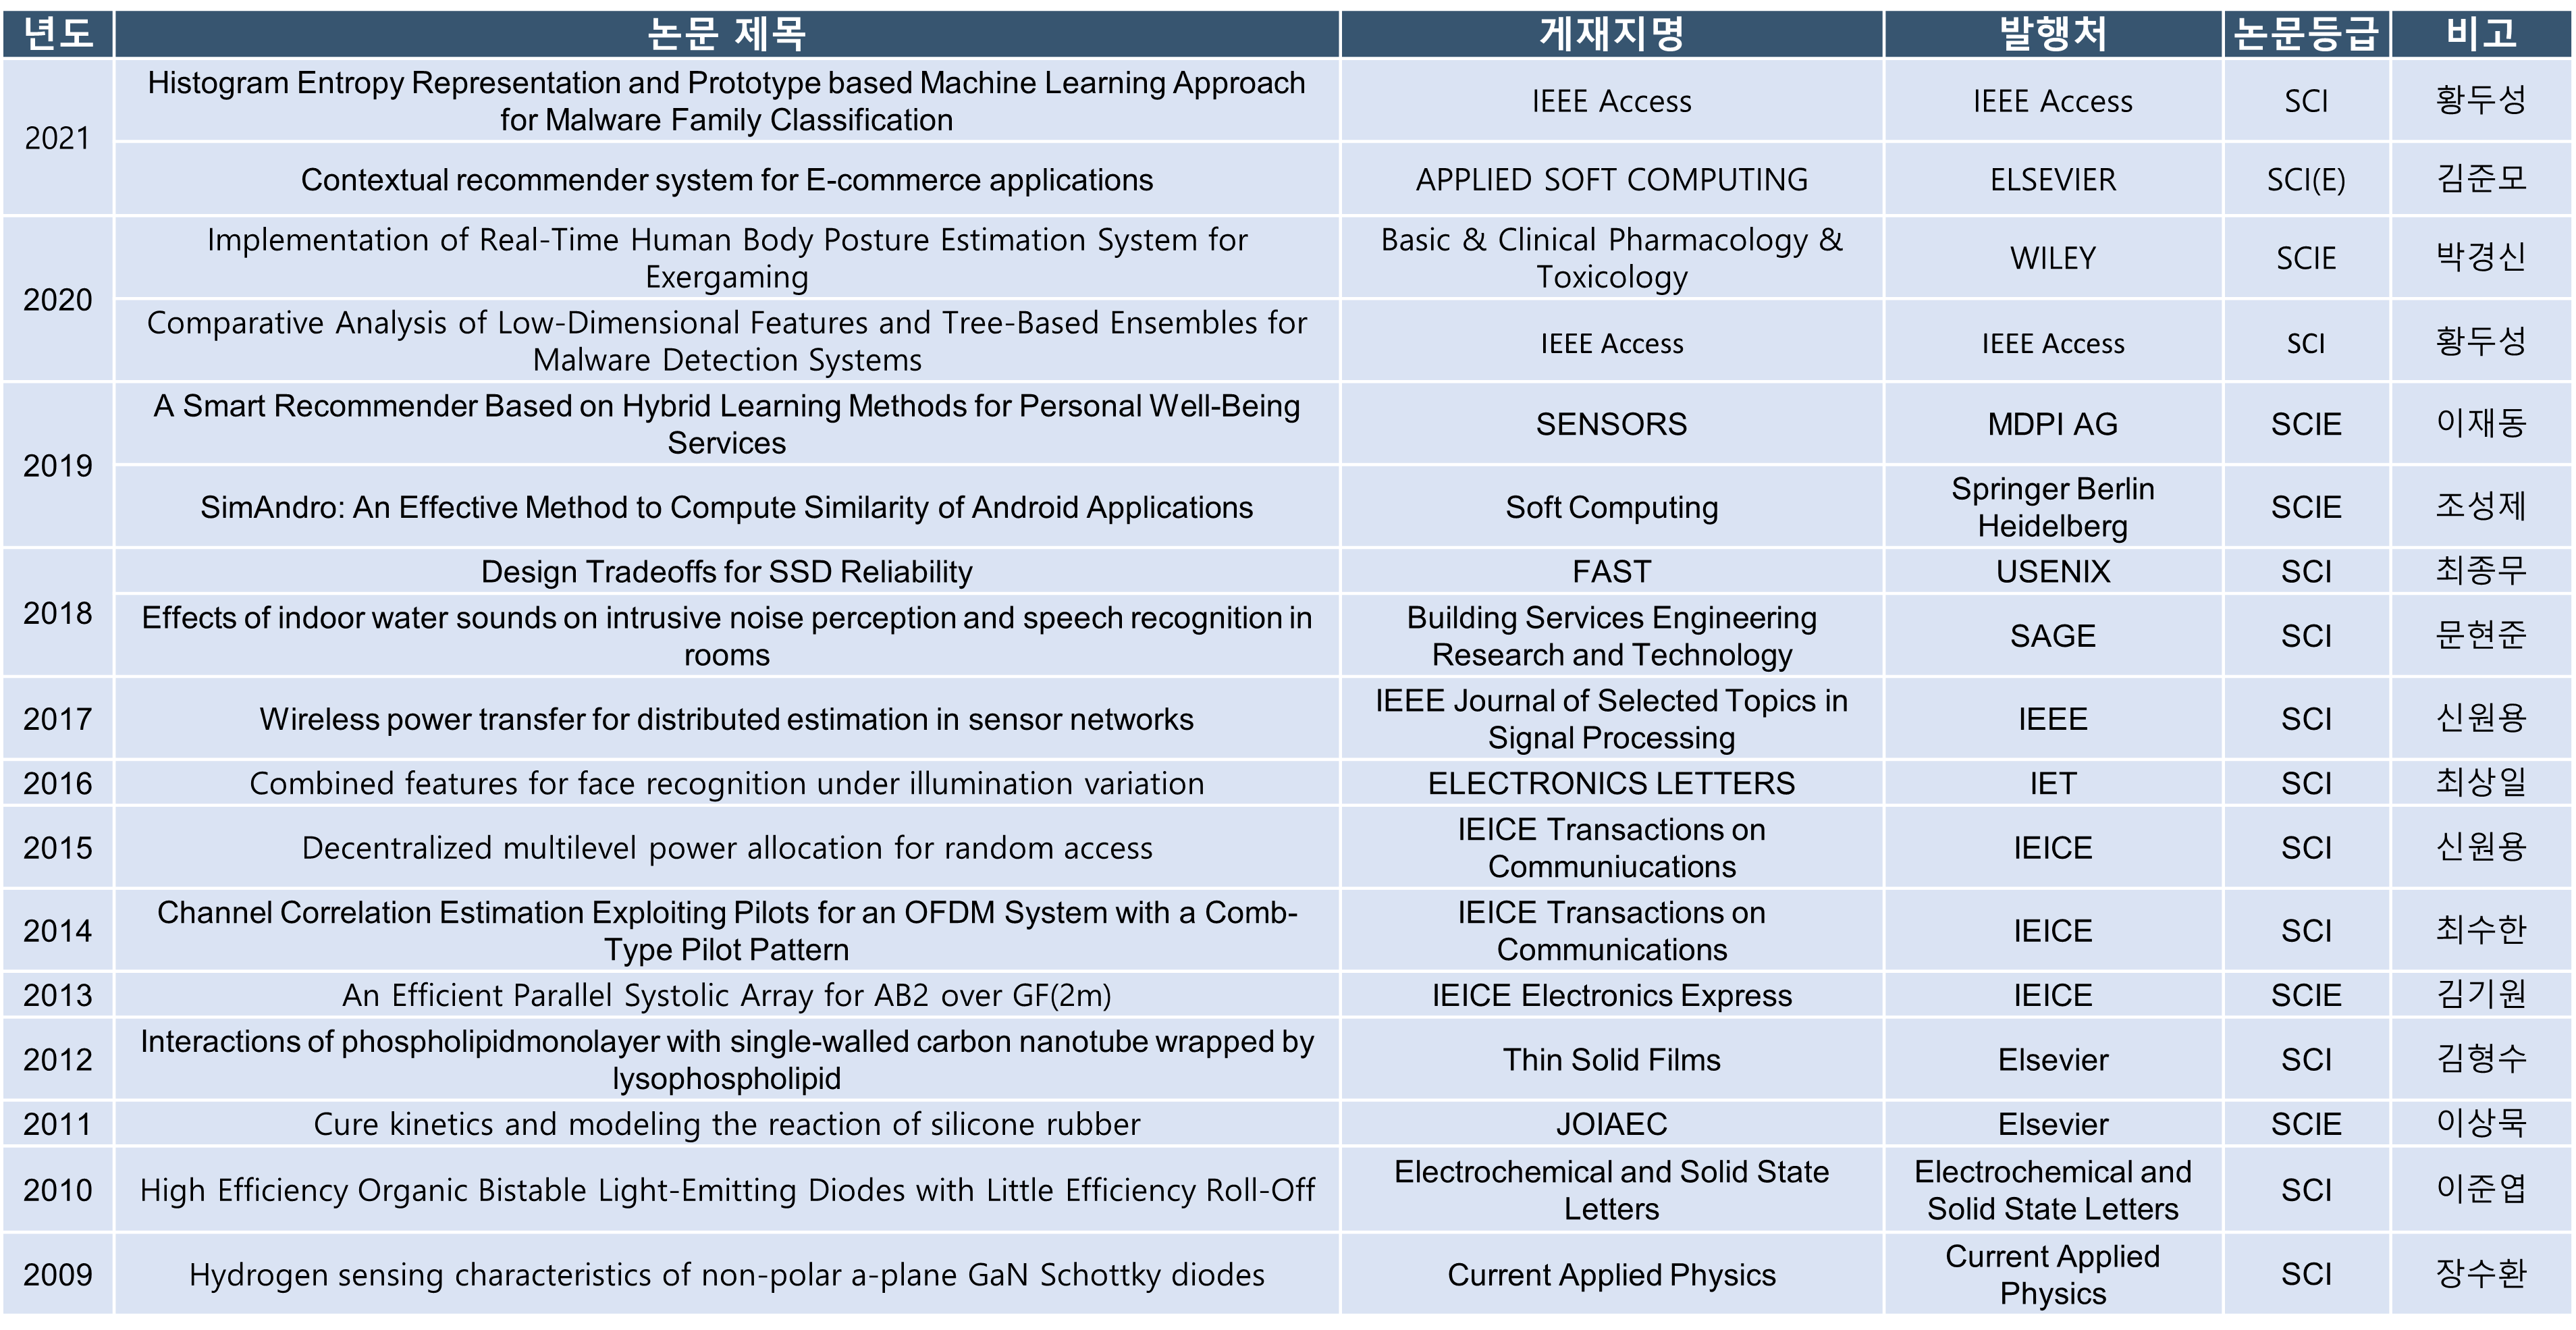 년도 논문 제목 게재지명 발행처 논문등급 비고
2021
Histogram Entropy Representation and Prototype based Machine Learning Approach
for Malware Family Classification
IEEE Access
IEEE Access
SCI
황두성
Contextual recommender system for E-commerce applications
APPLIED SOFT COMPUTING
ELSEVIER
SCI(E)
김준모
2020
Implementation of Real-Time Human Body Posture Estimation System for
Exergaming
Basic & Clinical Pharmacology &
Toxicology
WILEY
SCIE
박경신
Comparative Analysis of Low-Dimensional Features and Tree-Based Ensembles for
Malware Detection Systems
IEEE Access
IEEE Access
SCI
황두성
2019
A Smart Recommender Based on Hybrid Learning Methods for Personal Well-Being
Services
SENSORS
MDPI AG
SCIE
이재동
SimAndro: An Effective Method to Compute Similarity of Android Applications
Soft Computing
Springer Berlin
Heidelberg
SCIE
조성제
2018
Design Tradeoffs for SSD Reliability
FAST
USENIX
SCI
최종무
Effects of indoor water sounds on intrusive noise perception and speech recognition in
rooms
Building Services Engineering
Research and Technology
SAGE
SCI
문현준
2017
Wireless power transfer for distributed estimation in sensor networks
IEEE Journal of Selected Topics in
Signal Processing
IEEE
SCI
신원용
2016
Combined features for face recognition under illumination variation
ELECTRONICS LETTERS
IET
SCI
최상일
2015
Decentralized multilevel power allocation for random access
IEICE Transactions on
Communiucations
IEICE
SCI
신원용
2014
Channel Correlation Estimation Exploiting Pilots for an OFDM System with a Comb-
Type Pilot Pattern
IEICE Transactions on
Communications
IEICE
SCI
최수한
2013
An Efficient Parallel Systolic Array for AB2 over GF(2m)
IEICE Electronics Express
IEICE
SCIE
김기원
2012
Interactions of phospholipidmonolayer with single-walled carbon nanotube wrapped by
lysophospholipid
Thin Solid Films
Elsevier
SCI
김형수
2011
Cure kinetics and modeling the reaction of silicone rubber
JOIAEC
Elsevier
SCIE
이상묵
2010
High Efficiency Organic Bistable Light-Emitting Diodes with Little Efficiency Roll-Off
Electrochemical and Solid State
Letters
Electrochemical and
Solid State Letters
SCI
이준엽
2009
Hydrogen sensing characteristics of non-polar a-plane GaN Schottky diodes
Current Applied Physics
Current Applied
Physics
SCI
장수환